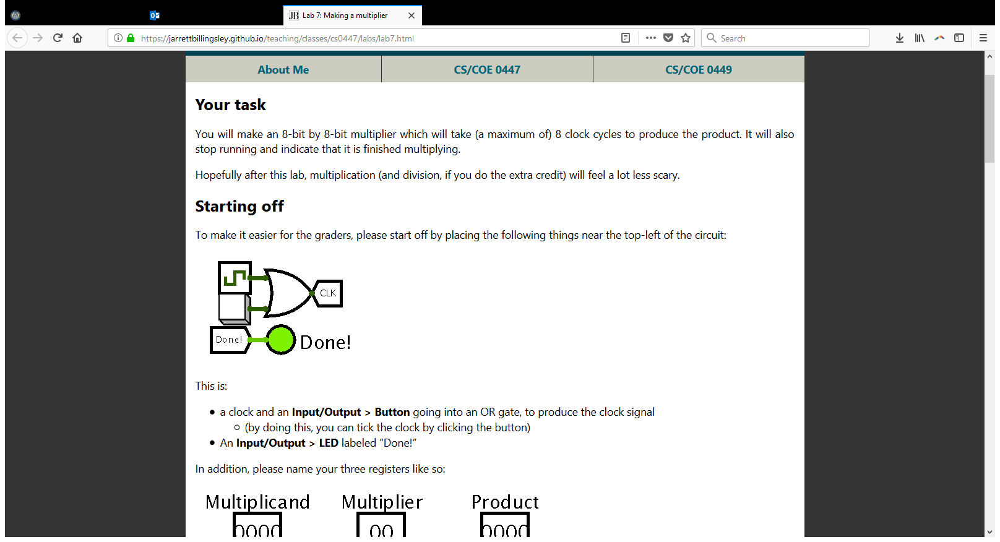 Lab 7: Making a multiplier
https://jarrettbillingsley.github.io/teaching/classes/cs0447/labs/lab7.html
Search
About Me
CS/COE 0447
CS/COE 0449
Your task
You will make an 8-bit by 8-bit multiplier which will take (a maximum of) 8 clock cycles to produce the product. It will also
stop running and indicate that it is finished multiplying.
Hopefully after this lab, multiplication (and division, if you do the extra credit) will feel a lot less scary.
Starting off
To make it easier for the graders, please start off by placing the following things near the top-left of the circuit:
CLK
Done!
Done!
This is:
a clock and an Input/Output > Button going into an OR gate, to produce the clock signal
(by doing this, you can tick the clock by clicking the button)
An Input/Output > LED labeled “Done!”
In addition, please name your three registers like so:
Multiplicand Multiplier Product
0000 00 0000